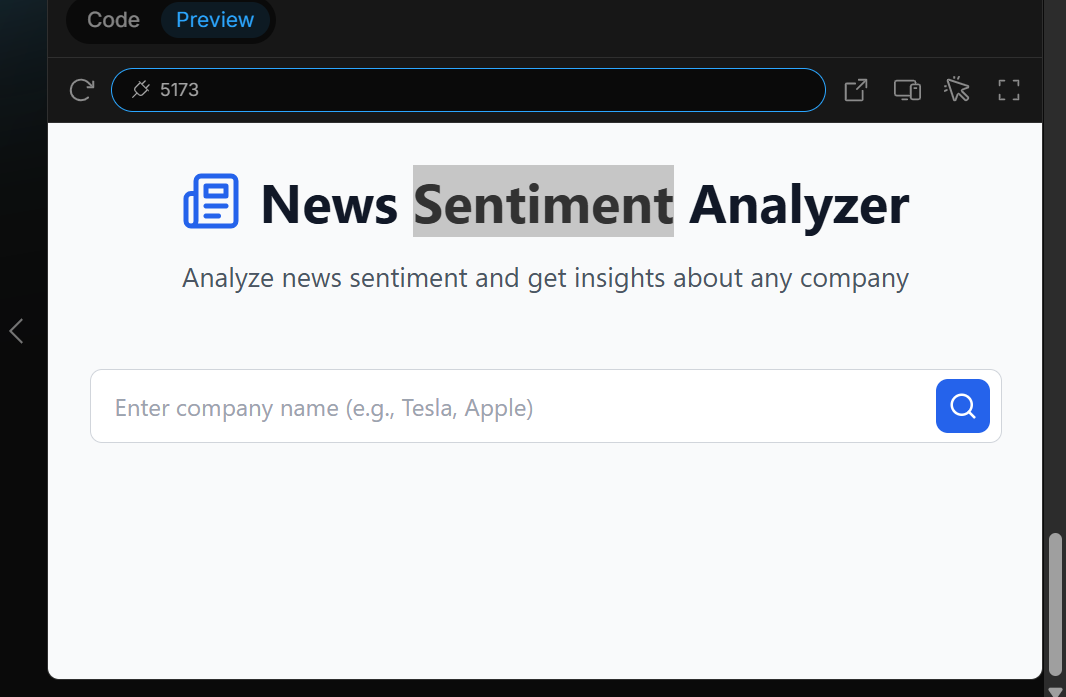 Code Preview
5173
News Sentiment Analyzer
Analyze news sentiment and get insights about any company
Enter company name (e.g., Tesla, Apple)